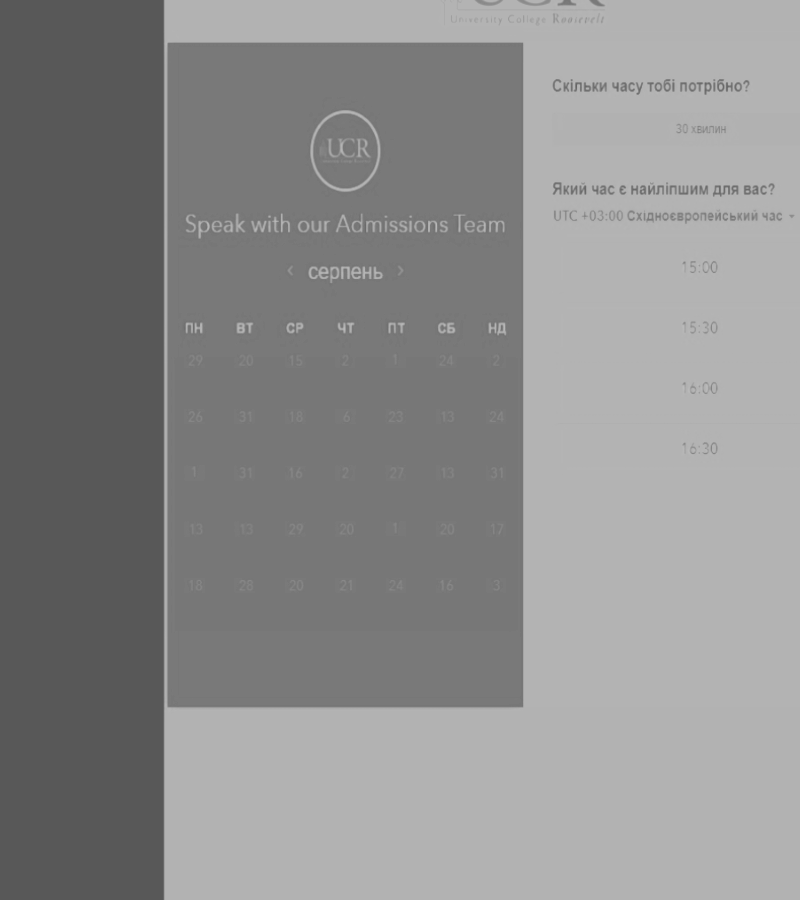 UCR
University College Roosevelt
UCR
Speak with our Admissions Team
‹ серпень ›
ПН ВТ СР ЧТ ПТ СБ НД
29 20 15 2 1 24 2
26 31 18 6 23 13 24
1 31 16 2 27 13 31
13 13 29 20 1 20 17
18 28 20 21 24 16 3
Скільки часу тобі потрібно?
30 хвилин
Який час є найліпшим для вас?
UTC +03:00 Східноєвропейський час
15:00
15:30
16:00
16:30